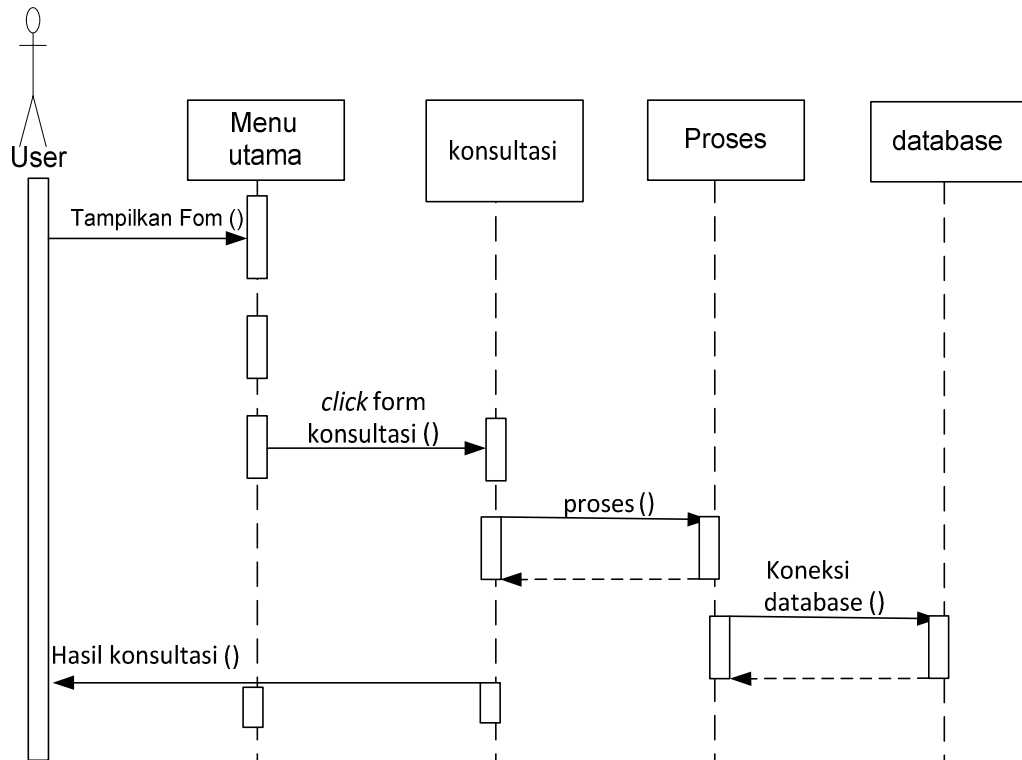 User
Menu
utama
konsultasi
Proses
database
Tampilkan Fom ()
click form
konsultasi ()
proses ()
Koneksi
database ()
Hasil konsultasi ()